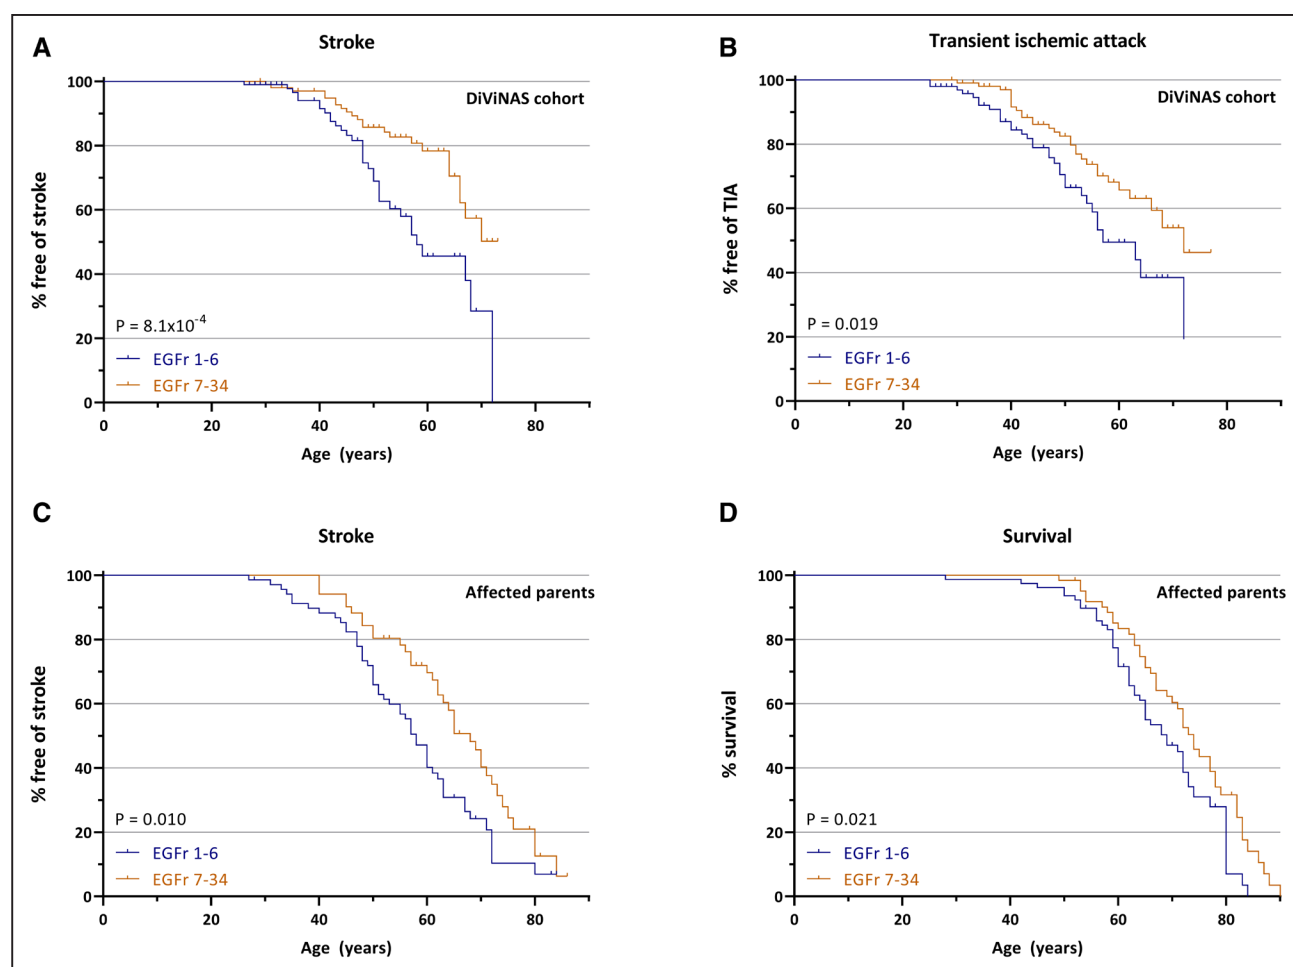 A
Stroke
DiViNAS cohort
% free of stroke
100
80
60
40
20
0
P = 8.1x10-4
EGFr 1-6
EGFr 7-34
0 20 40 60 80
Age (years)
B
Transient ischemic attack
DiViNAS cohort
% free of TIA
100
80
60
40
20
0
P = 0.019
EGFr 1-6
EGFr 7-34
0 20 40 60 80
Age (years)
C
Stroke
Affected parents
% free of stroke
100
80
60
40
20
0
P = 0.010
EGFr 1-6
EGFr 7-34
0 20 40 60 80
Age (years)
D
Survival
Affected parents
% survival
100
80
60
40
20
0
P = 0.021
EGFr 1-6
EGFr 7-34
0 20 40 60 80
Age (years)